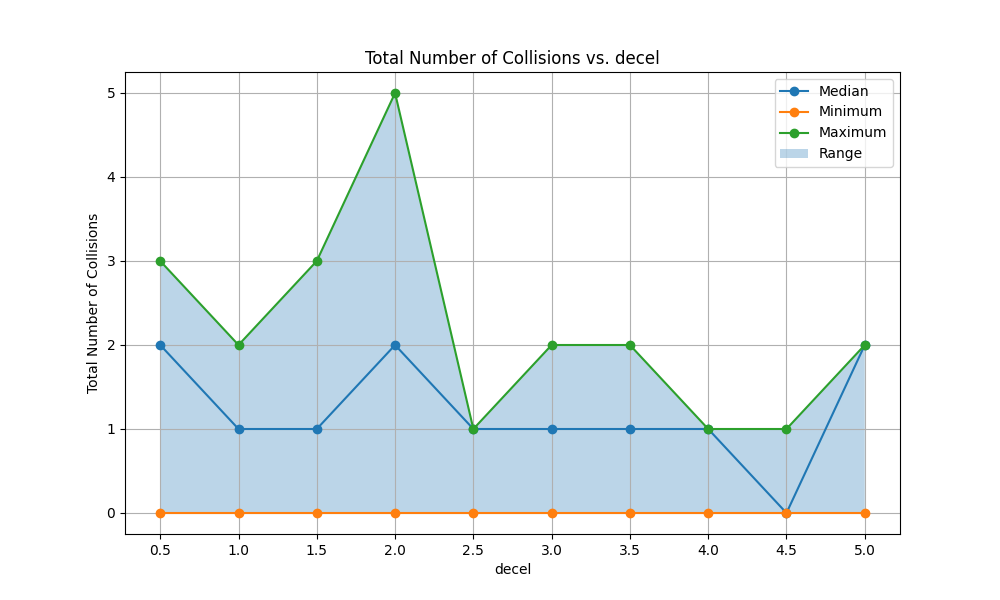 Total Number of Collisions vs. decel
Median
Minimum
Maximum
Range
Total Number of Collisions
5
4
3
2
1
0
0.5 1.0 1.5 2.0 2.5 3.0 3.5 4.0 4.5 5.0
decel